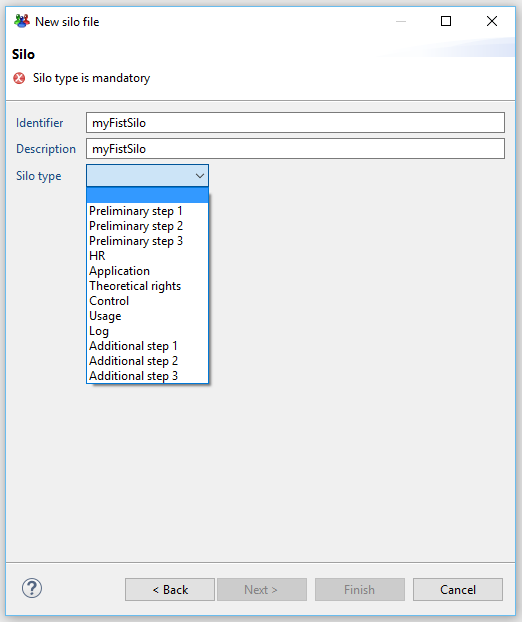 New silo file
Silo
Silo type is mandatory
Identifier myFistSilo
Description myFistSilo
Silo type
Preliminary step 1
Preliminary step 2
Preliminary step 3
HR
Application
Theoretical rights
Control
Usage
Log
Additional step 1
Additional step 2
Additional step 3
? < Back Next > Finish Cancel